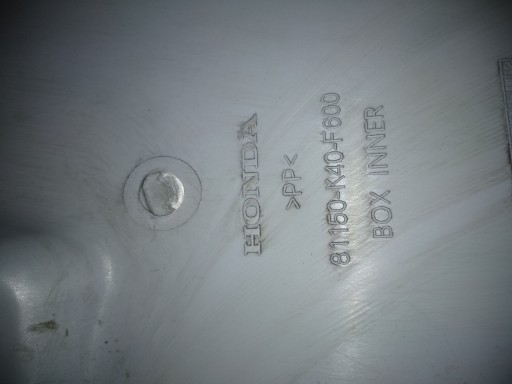 HONDA
>PP<
81150-K40-F600
BOX INNER